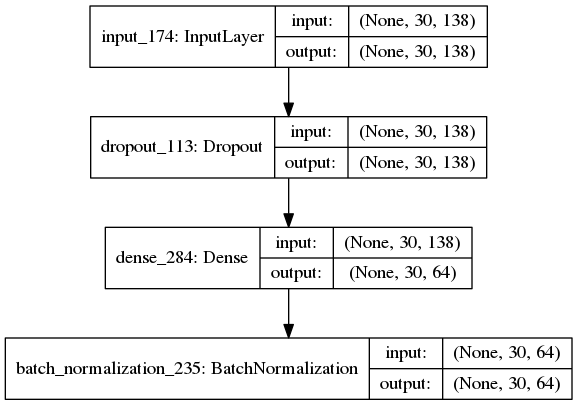 input_174: InputLayer
input: (None, 30, 138)
output: (None, 30, 138)
dropout_113: Dropout
input: (None, 30, 138)
output: (None, 30, 138)
dense_284: Dense
input: (None, 30, 138)
output: (None, 30, 64)
batch_normalization_235: BatchNormalization
input: (None, 30, 64)
output: (None, 30, 64)